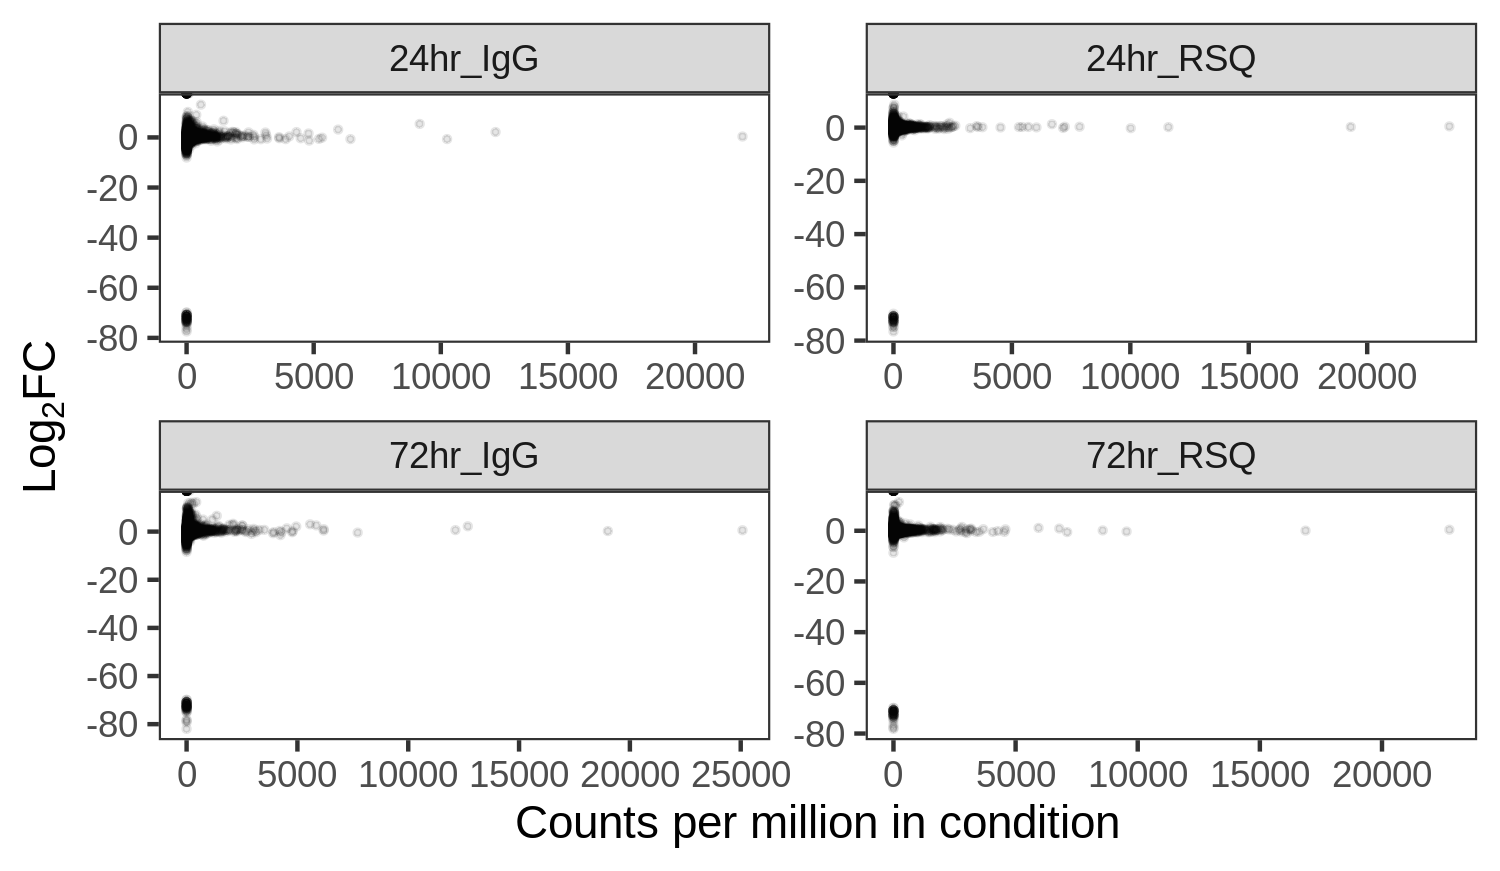 24hr_IgG 24hr_RSQ
0 0
-20 -20
-40 -40
-60 -60
-80 -80
0 5000 10000 15000 20000 0 5000 10000 15000 20000
Log₂FC
72hr_IgG 72hr_RSQ
0 0
-20 -20
-40 -40
-60 -60
-80 -80
0 5000 10000 15000 20000 25000 0 5000 10000 15000 20000
Counts per million in condition